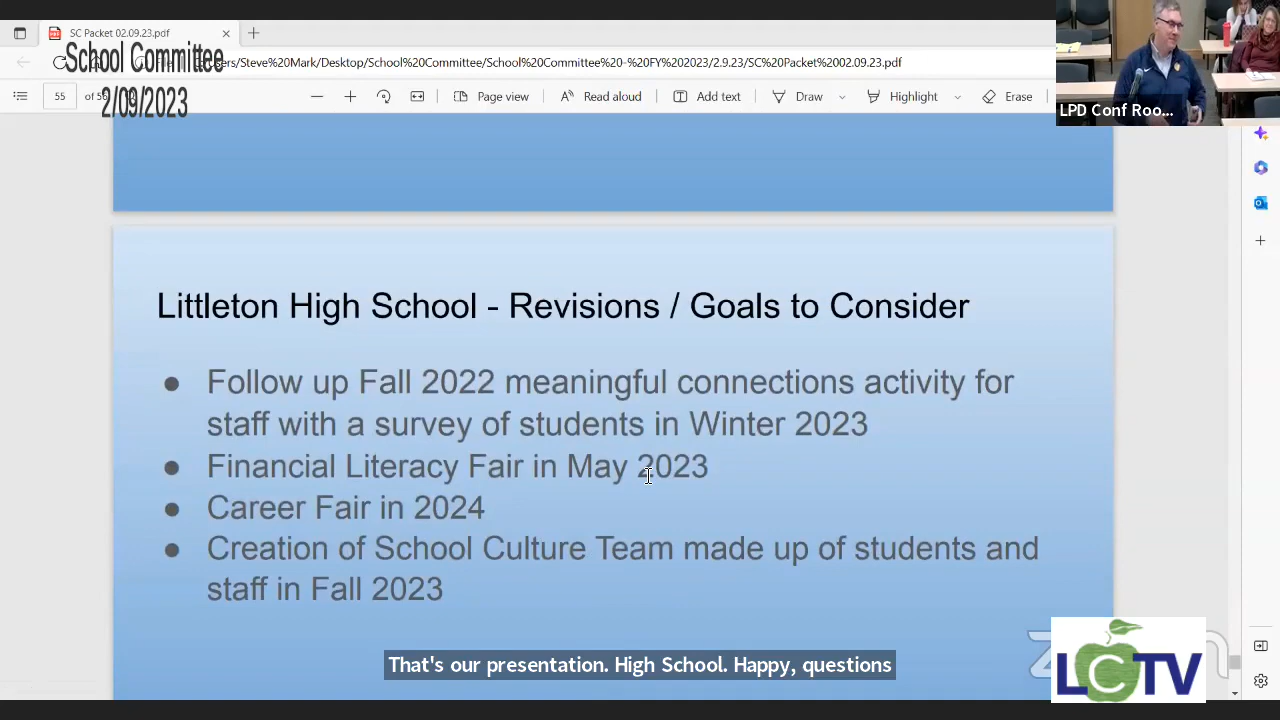 SC Packet 02.09.23.pdf
School Committee
2/09/2023
ers/Steve%20Mark/Desktop/School%20Committee/School%20Committee%20-%20FY%202023/2.9.23/SC%20Packet%2002.09.23.pdf
55
Page view
Read aloud
Add text
Draw
Highlight
Erase
LPD Conf Roo...
Littleton High School - Revisions / Goals to Consider
● Follow up Fall 2022 meaningful connections activity for
staff with a survey of students in Winter 2023
● Financial Literacy Fair in May 2023
● Career Fair in 2024
● Creation of School Culture Team made up of students and
staff in Fall 2023
That's our presentation. High School. Happy, questions
LCTV